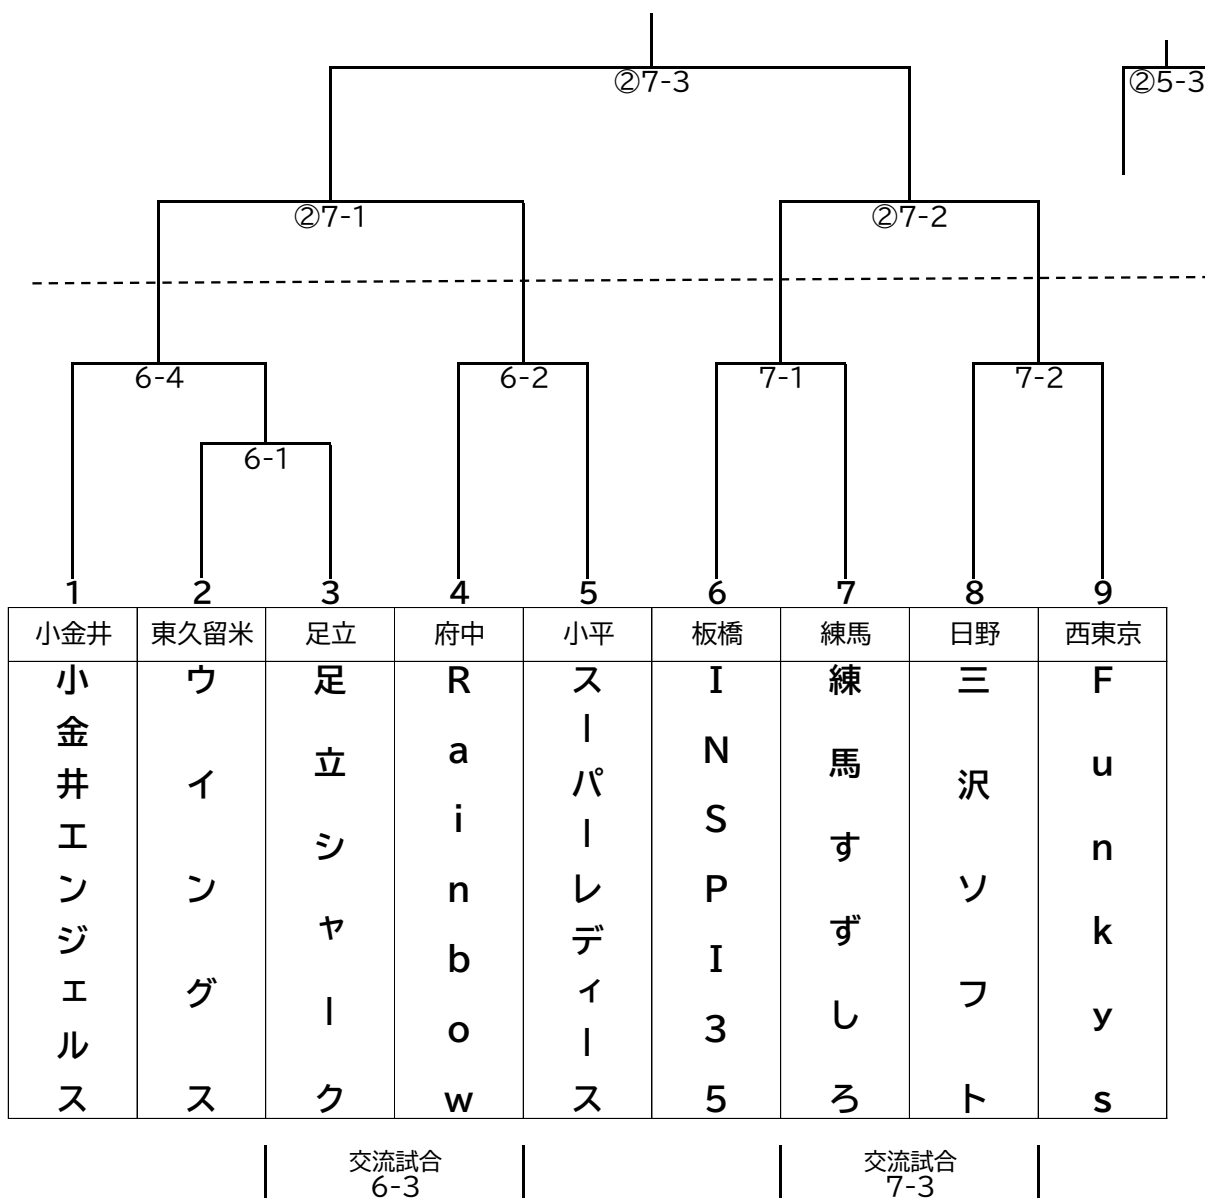 ②7-3
②5-3
②7-1
②7-2
6-4
6-2
7-1
7-2
6-1
1
2
3
4
5
6
7
8
9
小金井
東久留米
足立
府中
小平
板橋
練馬
日野
西東京
小金井エンジェルス
ウイングス
足立シャーク
Rainbow
スーパーレディース
INSPI35
練馬すずしろ
三沢ソフト
Funkys
交流試合
6-3
交流試合
7-3